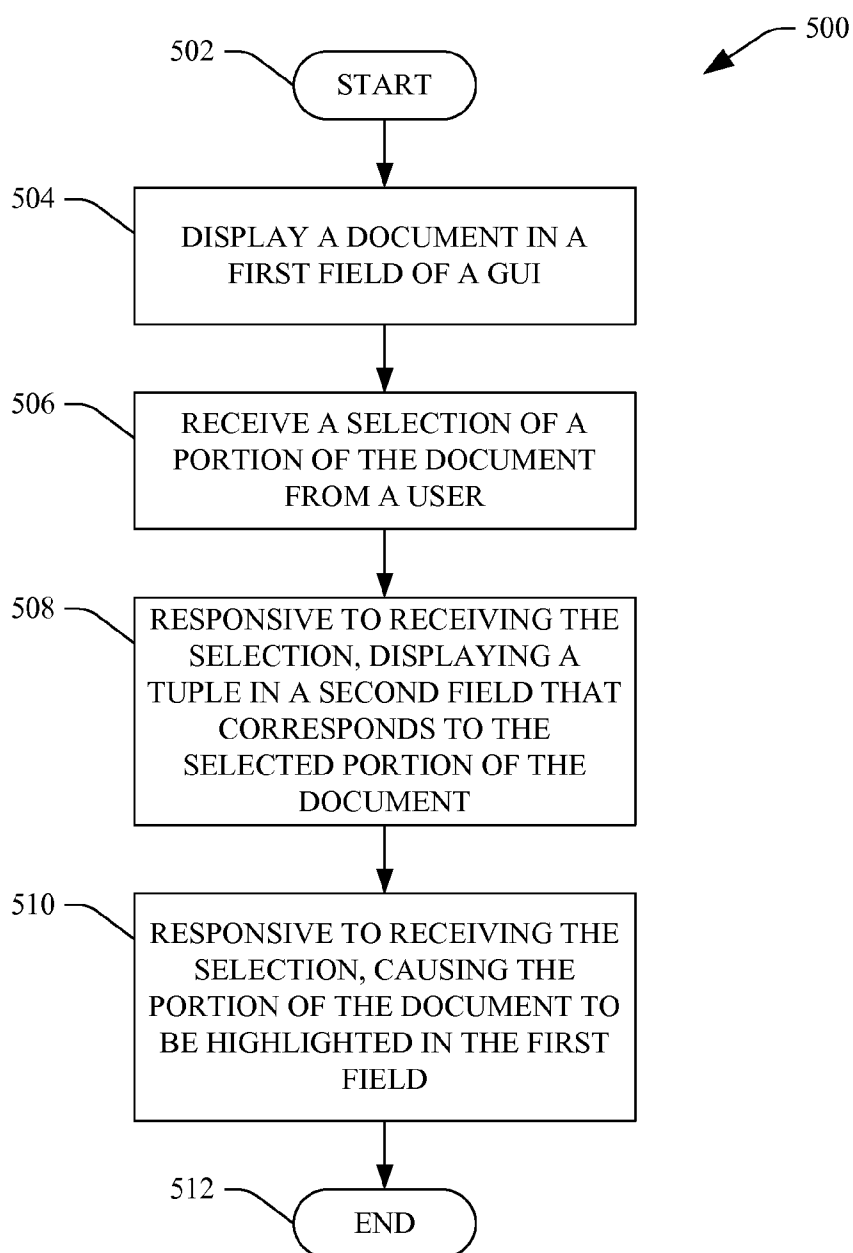 500
502
START
504
DISPLAY A DOCUMENT IN A
FIRST FIELD OF A GUI
506
RECEIVE A SELECTION OF A
PORTION OF THE DOCUMENT
FROM A USER
508
RESPONSIVE TO RECEIVING THE
SELECTION, DISPLAYING A
TUPLE IN A SECOND FIELD THAT
CORRESPONDS TO THE
SELECTED PORTION OF THE
DOCUMENT
510
RESPONSIVE TO RECEIVING THE
SELECTION, CAUSING THE
PORTION OF THE DOCUMENT TO
BE HIGHLIGHTED IN THE FIRST
FIELD
512
END